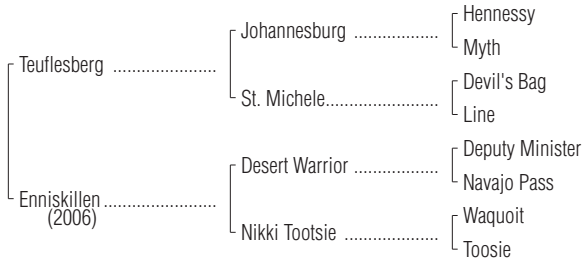 Hennessy
Johannesburg ....................
Myth
Teuflesberg ........................
Devil's Bag
St. Michele..........................
Line
Deputy Minister
Desert Warrior ....................
Navajo Pass
Enniskillen ..........................
(2006)
Waquoit
Nikki Tootsie ......................
Toosie